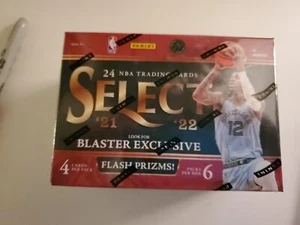 PANINI
24 NBA TRADING CARDS
SELECT
'21 '22
LOOK FOR
BLASTER EXCLUSIVE
FLASH PRIZMS!
4 CARDS PER PACK
PACKS PER BOX 6
12